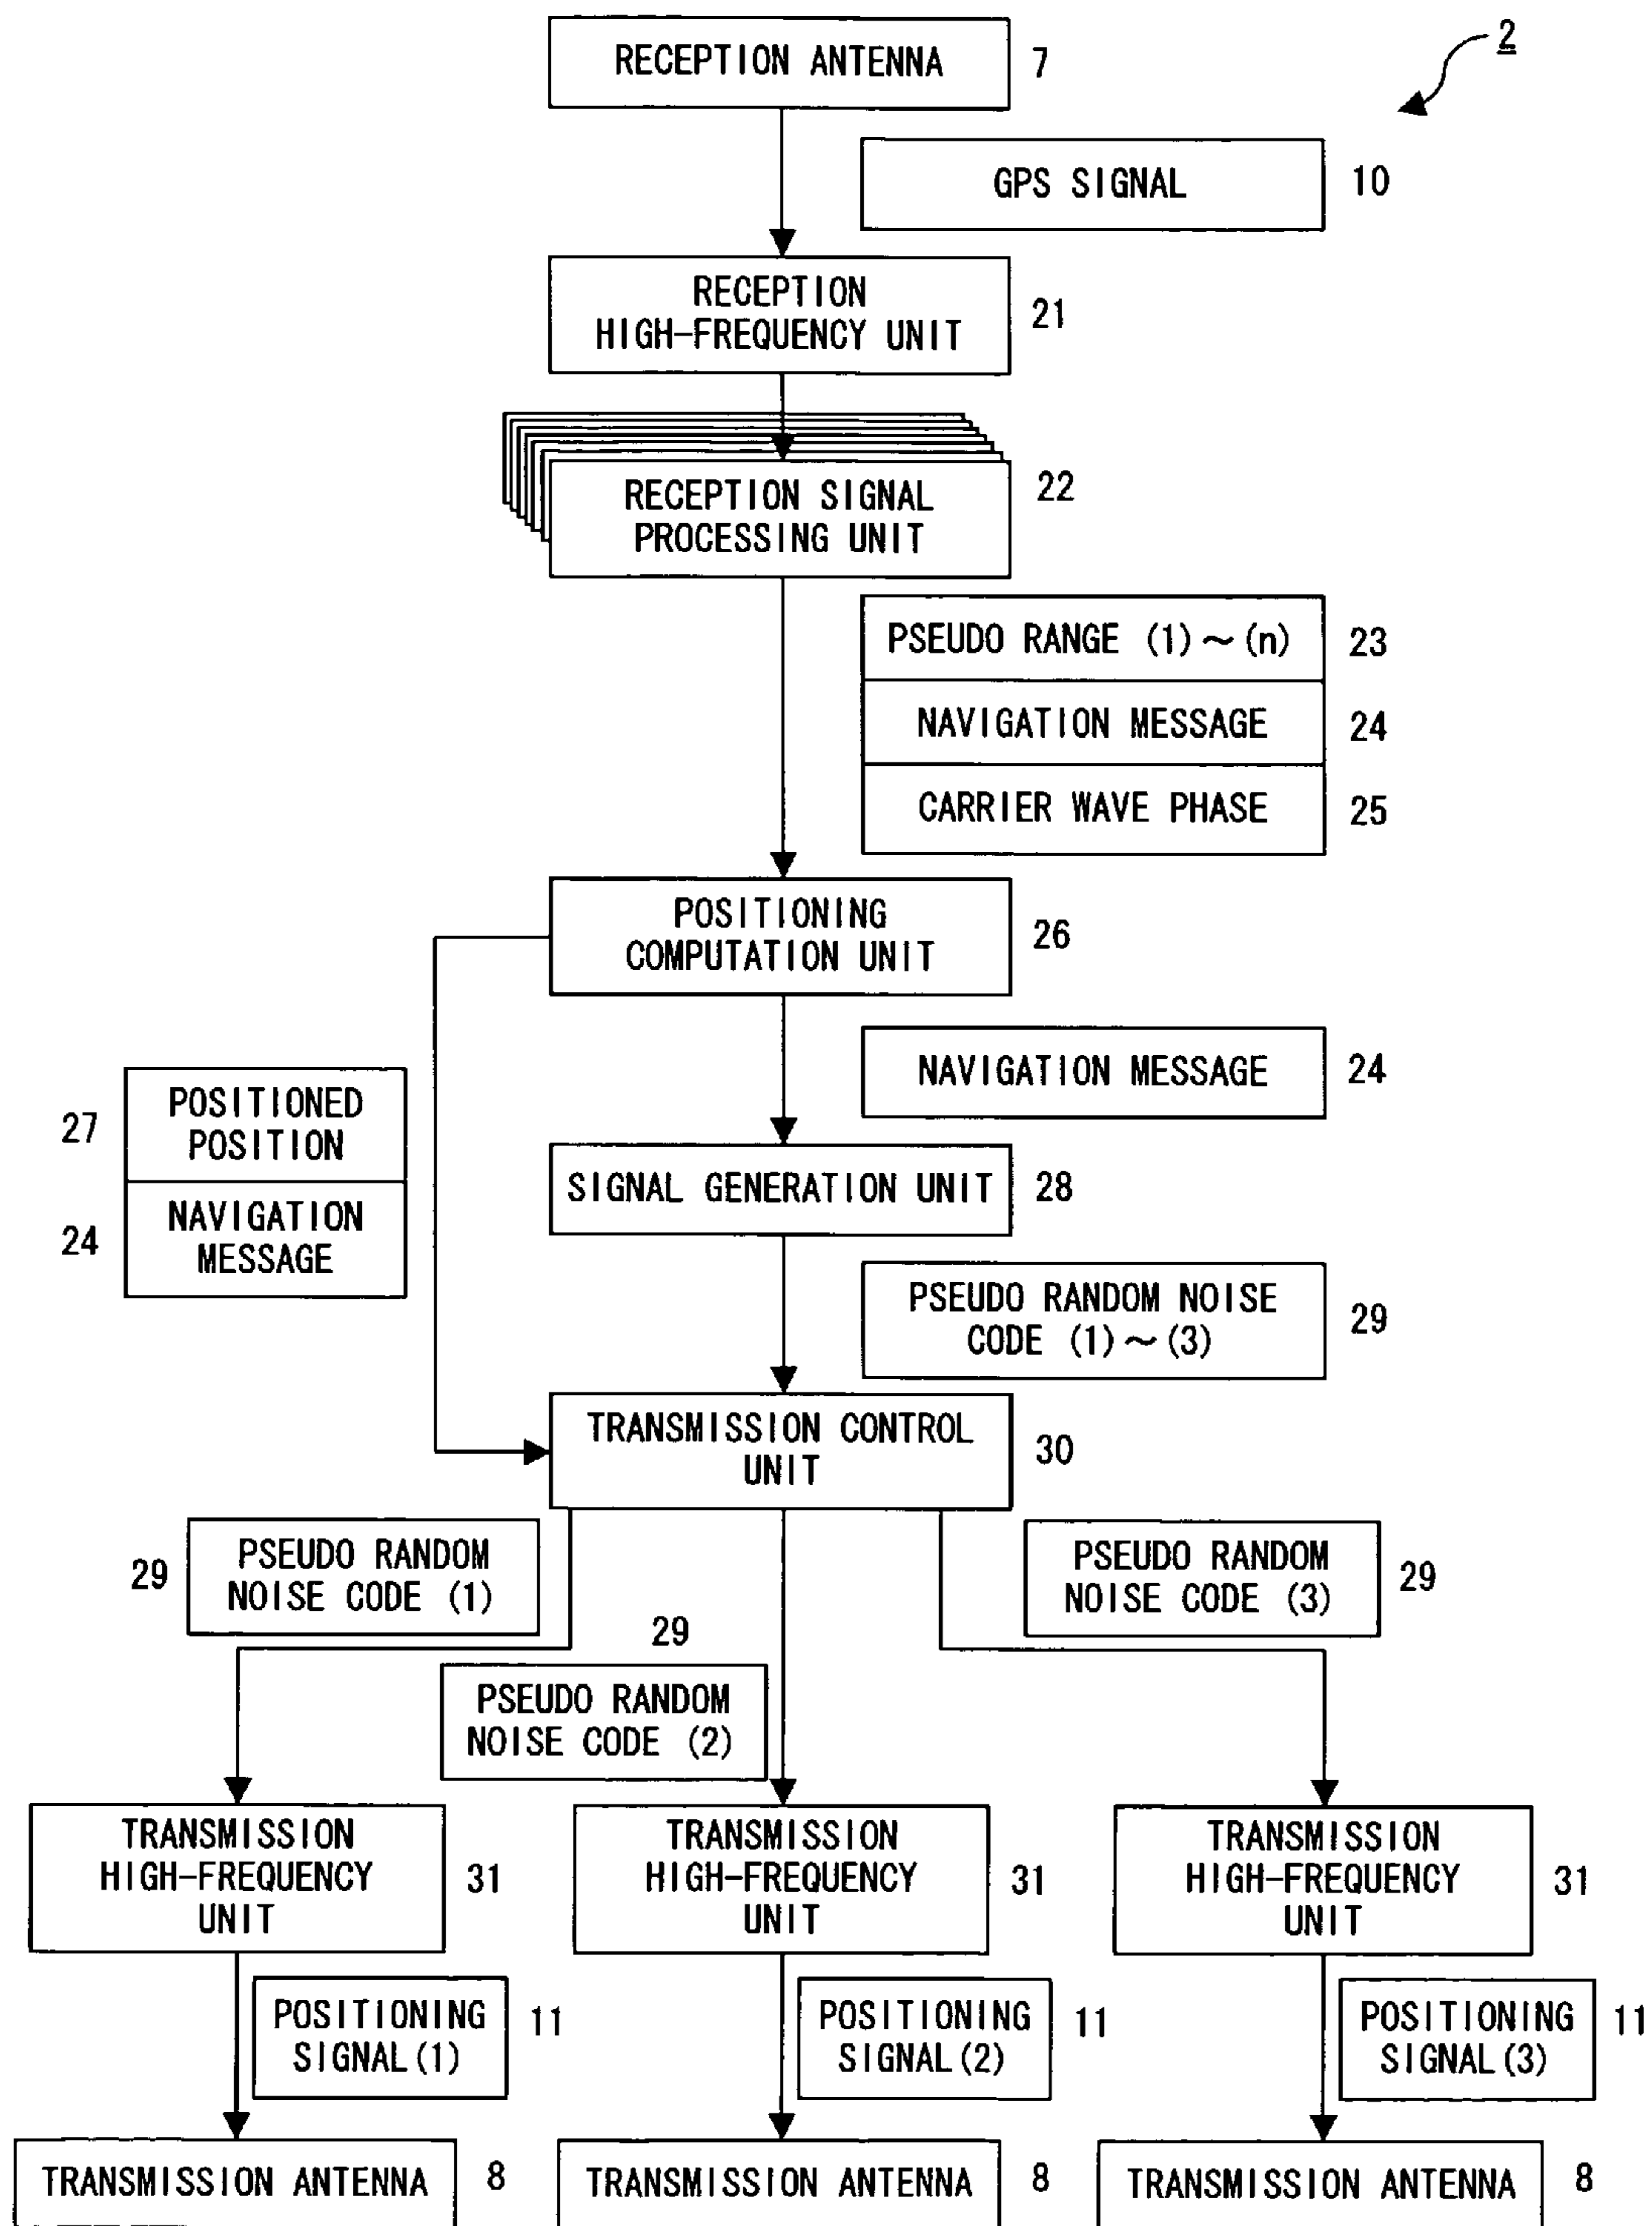 2
RECEPTION ANTENNA 7
GPS SIGNAL 10
RECEPTION
HIGH-FREQUENCY UNIT
21
RECEPTION SIGNAL
PROCESSING UNIT
22
PSEUDO RANGE (1)～(n) 23
NAVIGATION MESSAGE 24
CARRIER WAVE PHASE 25
POSITIONING
COMPUTATION UNIT
26
NAVIGATION MESSAGE 24
27
POSITIONED
POSITION
24
NAVIGATION
MESSAGE
SIGNAL GENERATION UNIT 28
PSEUDO RANDOM NOISE
CODE (1)～(3)
29
TRANSMISSION CONTROL
UNIT
30
29
PSEUDO RANDOM
NOISE CODE (1)
29
PSEUDO RANDOM
NOISE CODE (2)
PSEUDO RANDOM
NOISE CODE (3)
29
TRANSMISSION
HIGH-FREQUENCY
UNIT
31
TRANSMISSION
HIGH-FREQUENCY
UNIT
31
TRANSMISSION
HIGH-FREQUENCY
UNIT
31
POSITIONING
SIGNAL(1)
11
POSITIONING
SIGNAL(2)
11
POSITIONING
SIGNAL(3)
11
TRANSMISSION ANTENNA 8
TRANSMISSION ANTENNA 8
TRANSMISSION ANTENNA 8